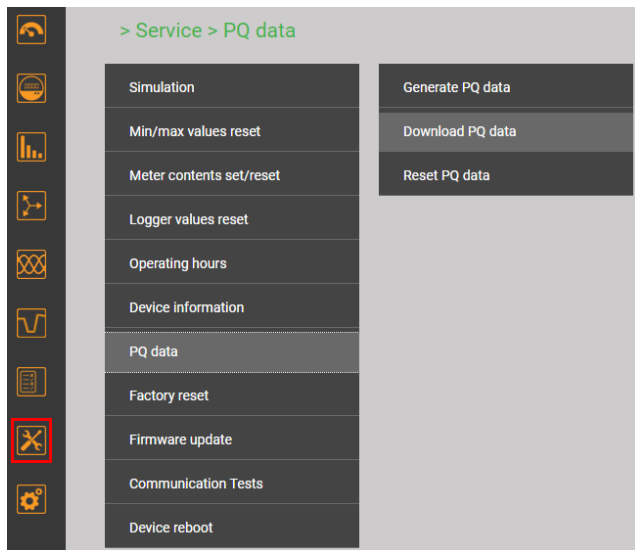 > Service > PQ data
Simulation
Min/max values reset
Meter contents set/reset
Logger values reset
Operating hours
Device information
PQ data
Factory reset
Firmware update
Communication Tests
Device reboot
Generate PQ data
Download PQ data
Reset PQ data